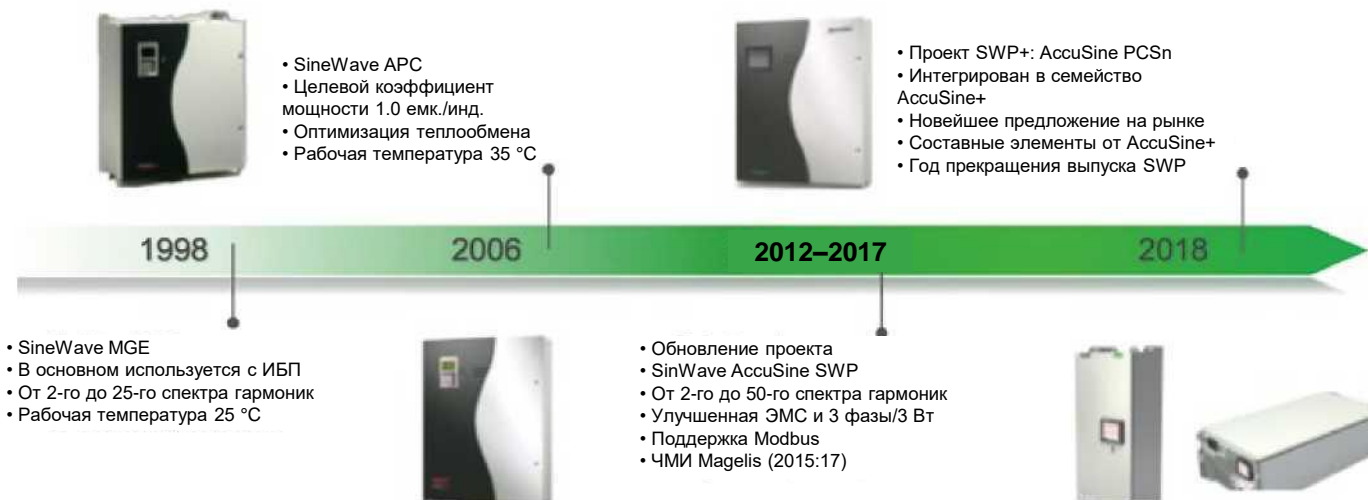 • SineWave APC
• Целевой коэффициент
мощности 1.0 емк./инд.
• Оптимизация теплообмена
• Рабочая температура 35 °C
• Проект SWP+: AccuSine PCSn
• Интегрирован в семейство
AccuSine+
• Новейшее предложение на рынке
• Составные элементы от AccuSine+
• Год прекращения выпуска SWP
1998
2006
2012–2017
2018
• SineWave MGE
• В основном используется с ИБП
• От 2-го до 25-го спектра гармоник
• Рабочая температура 25 °C
• Обновление проекта
• SinWave AccuSine SWP
• От 2-го до 50-го спектра гармоник
• Улучшенная ЭМС и 3 фазы/3 Вт
• Поддержка Modbus
• ЧМИ Magelis (2015:17)